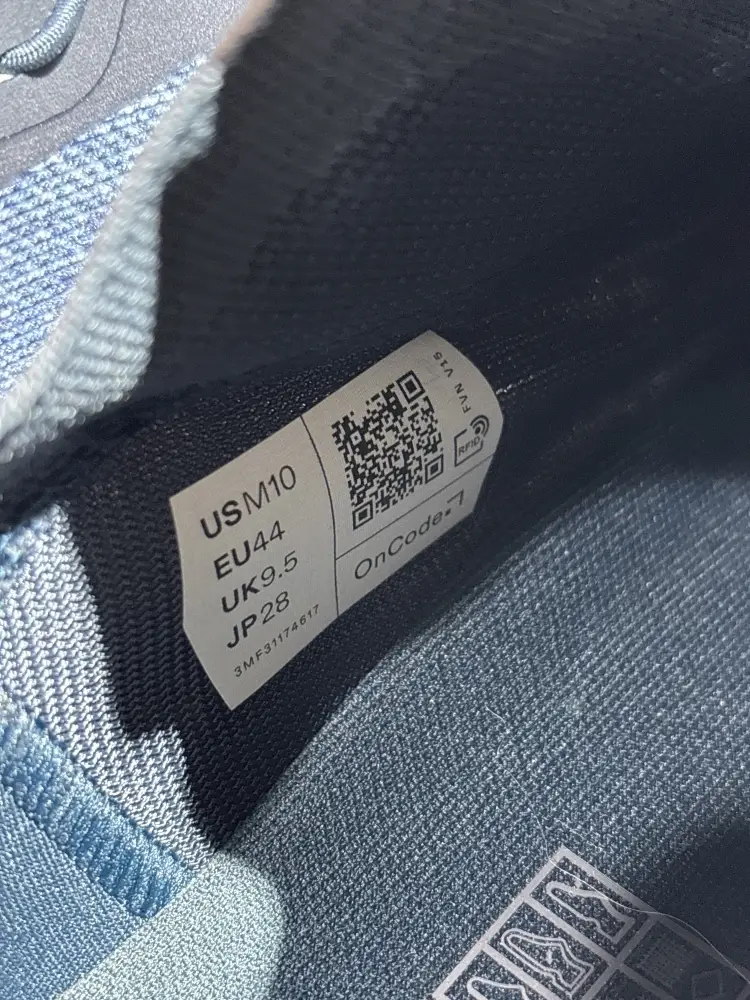 USM10
EU44
UK9.5
JP28
3MF31174617
FVN V15
RFID
OnCode